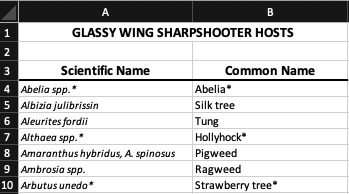 A B
1 GLASSY WING SHARPSHOOTER HOSTS
2
3 Scientific Name Common Name
4 Abelia spp.* Abelia*
5 Albizia julibrissin Silk tree
6 Aleurites fordii Tung
7 Althaea spp.* Hollyhock*
8 Amaranthus hybridus, A. spinosus Pigweed
9 Ambrosia spp. Ragweed
10 Arbutus unedo* Strawberry tree*